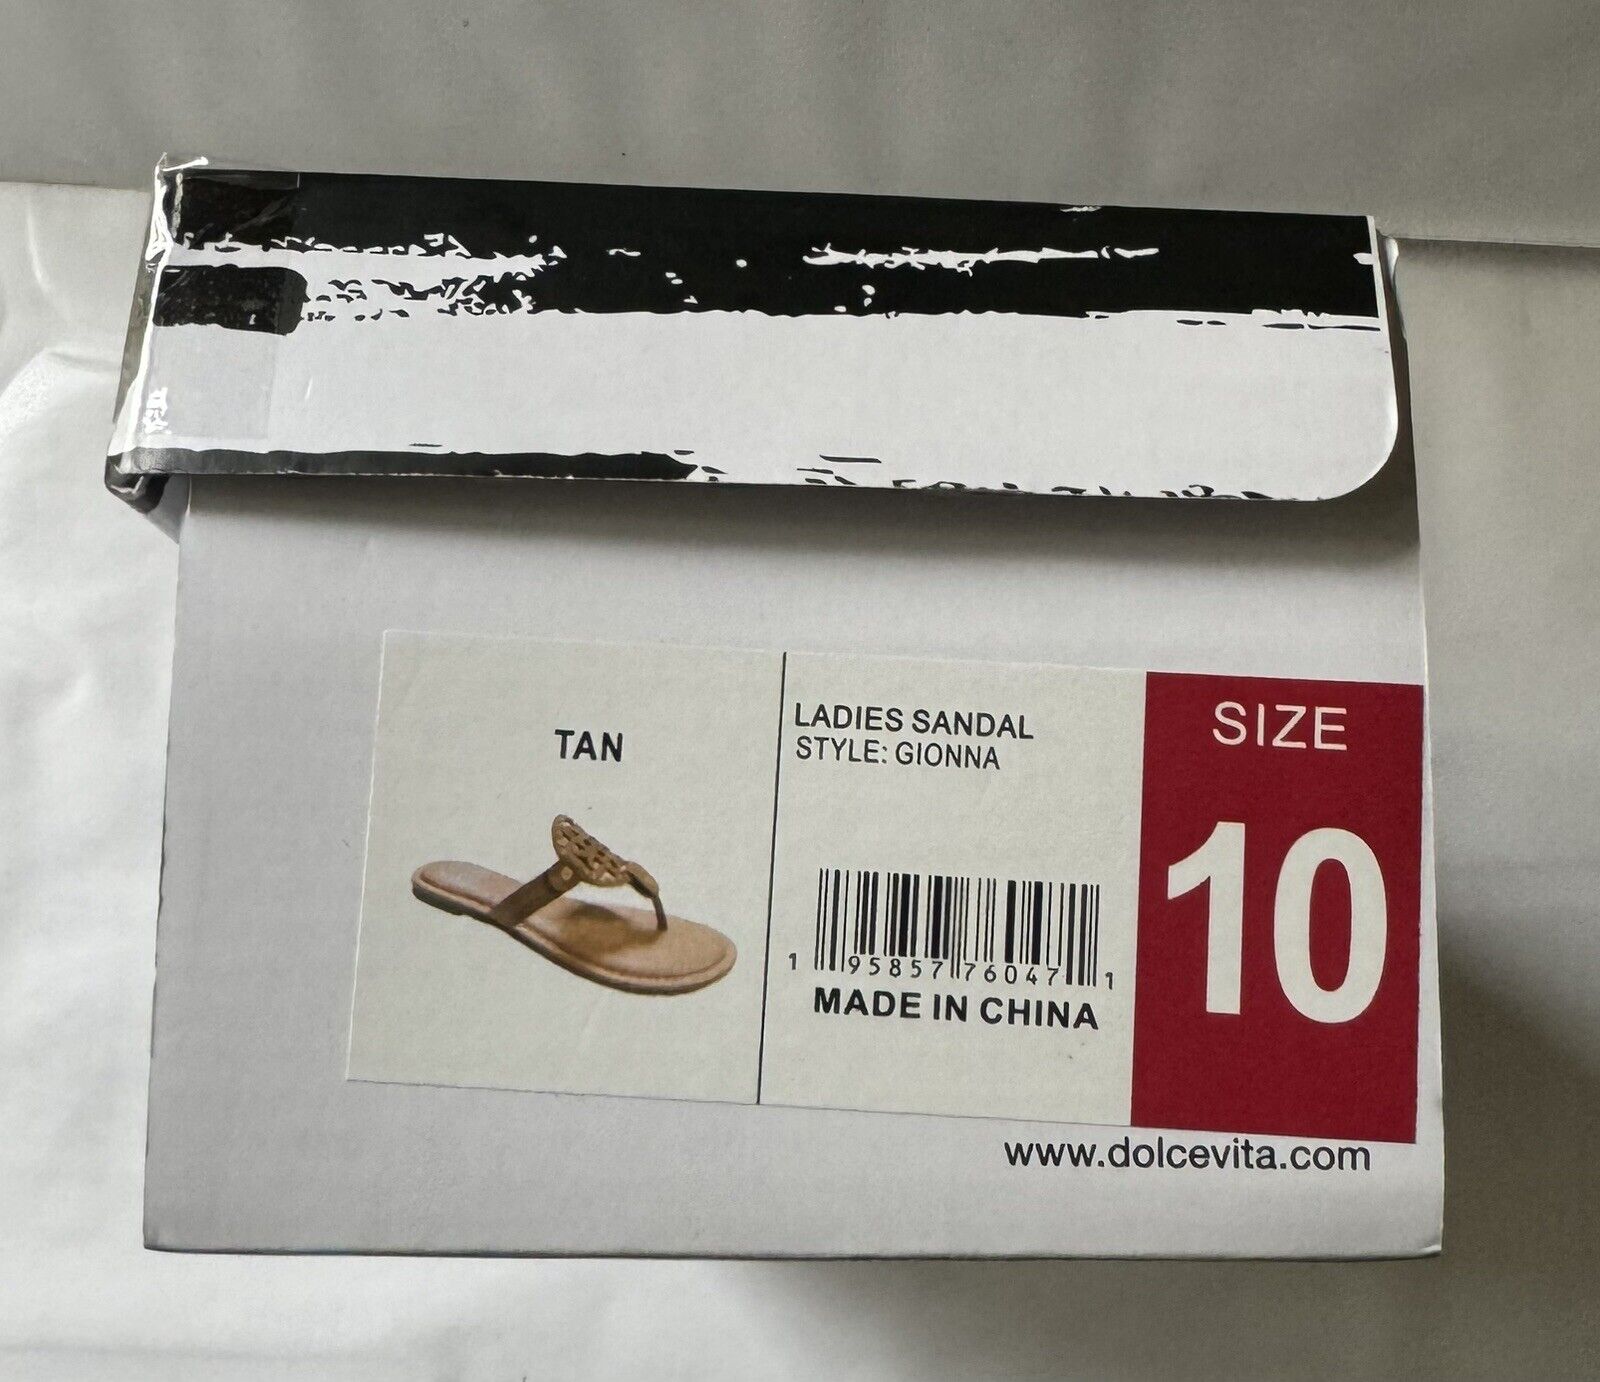 TAN
LADIES SANDAL
STYLE: GIONNA
1 95857 76047 1
MADE IN CHINA
SIZE
10
www.dolcevita.com